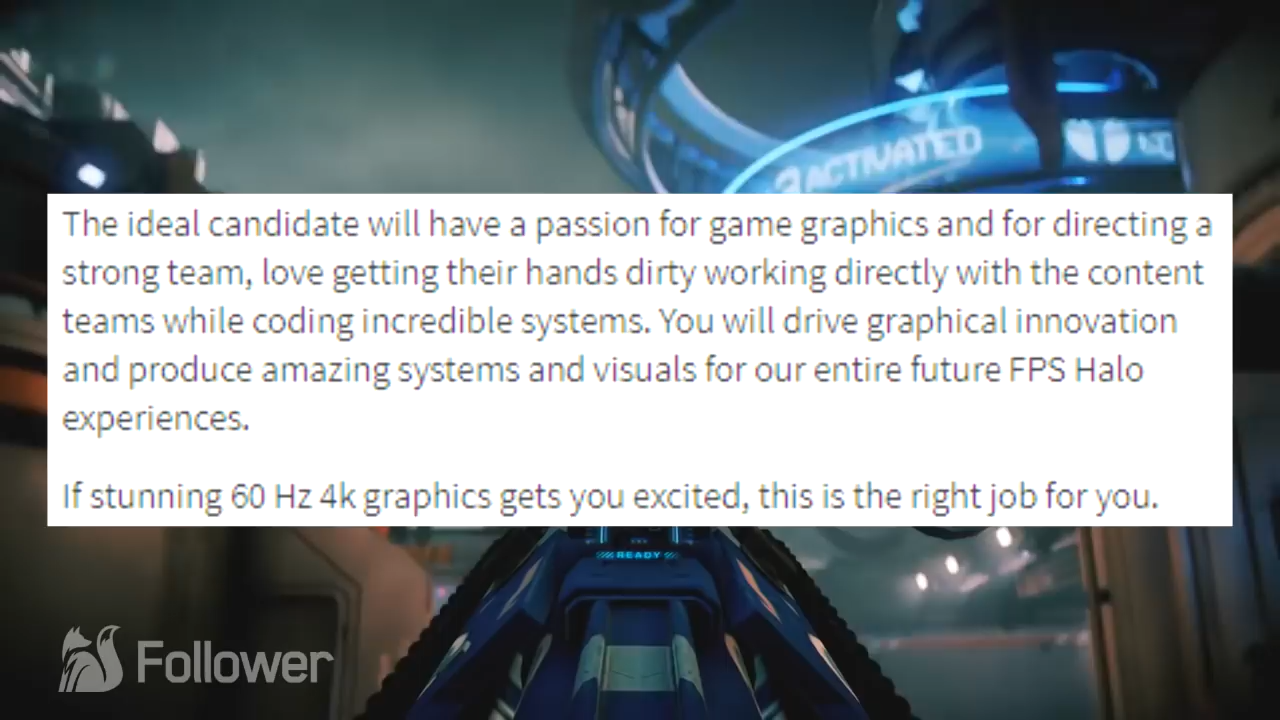 ACTIVATED
The ideal candidate will have a passion for game graphics and for directing a
strong team, love getting their hands dirty working directly with the content
teams while coding incredible systems. You will drive graphical innovation
and produce amazing systems and visuals for our entire future FPS Halo
experiences.
If stunning 60 Hz 4k graphics gets you excited, this is the right job for you.
READY
Follower